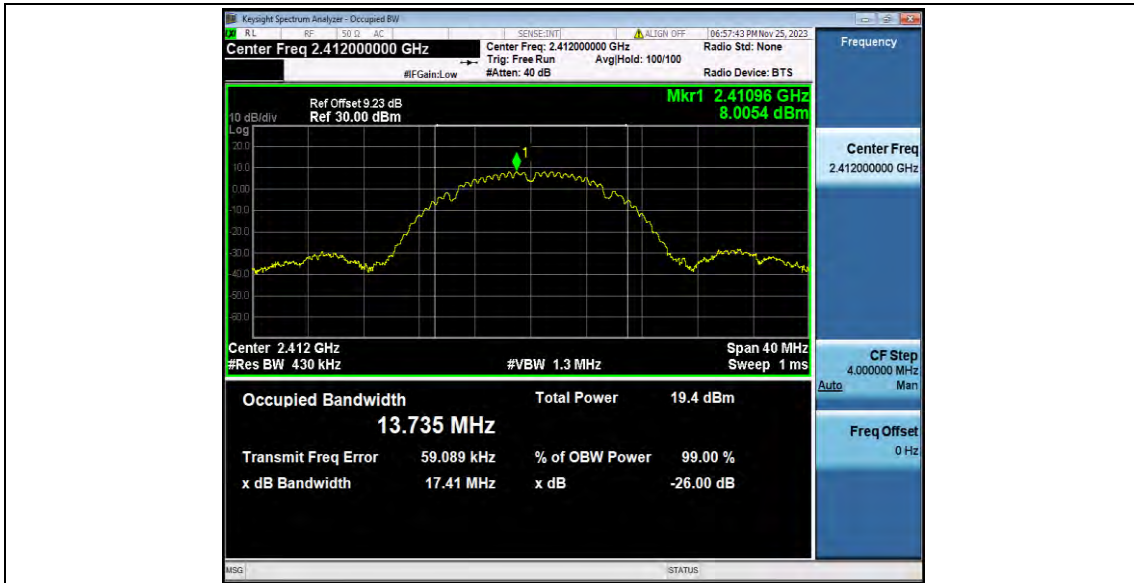 Keysight Spectrum Analyzer - Occupied BW
RL RF 50 Ω AC SENSE:INT ALIGN OFF 06:57:43 PM Nov 25, 2023
Center Freq 2.412000000 GHz Center Freq: 2.412000000 GHz Radio Std: None Frequency
Trig: Free Run Avg|Hold: 100/100
#IFGain:Low #Atten: 40 dB Radio Device: BTS
Mkr1 2.41096 GHz
8.0054 dBm
Ref Offset 9.23 dB
10 dB/div Ref 30.00 dBm
Log
20.0
10.0
0.00
-10.0
-20.0
-30.0
-40.0
-50.0
-60.0
1
Center Freq
2.412000000 GHz
Center 2.412 GHz Span 40 MHz
#Res BW 430 kHz #VBW 1.3 MHz Sweep 1 ms
CF Step
4.000000 MHz
Auto Man
Occupied Bandwidth Total Power 19.4 dBm
13.735 MHz
Freq Offset
0 Hz
Transmit Freq Error 59.089 kHz % of OBW Power 99.00 %
x dB Bandwidth 17.41 MHz x dB -26.00 dB
MSG STATUS